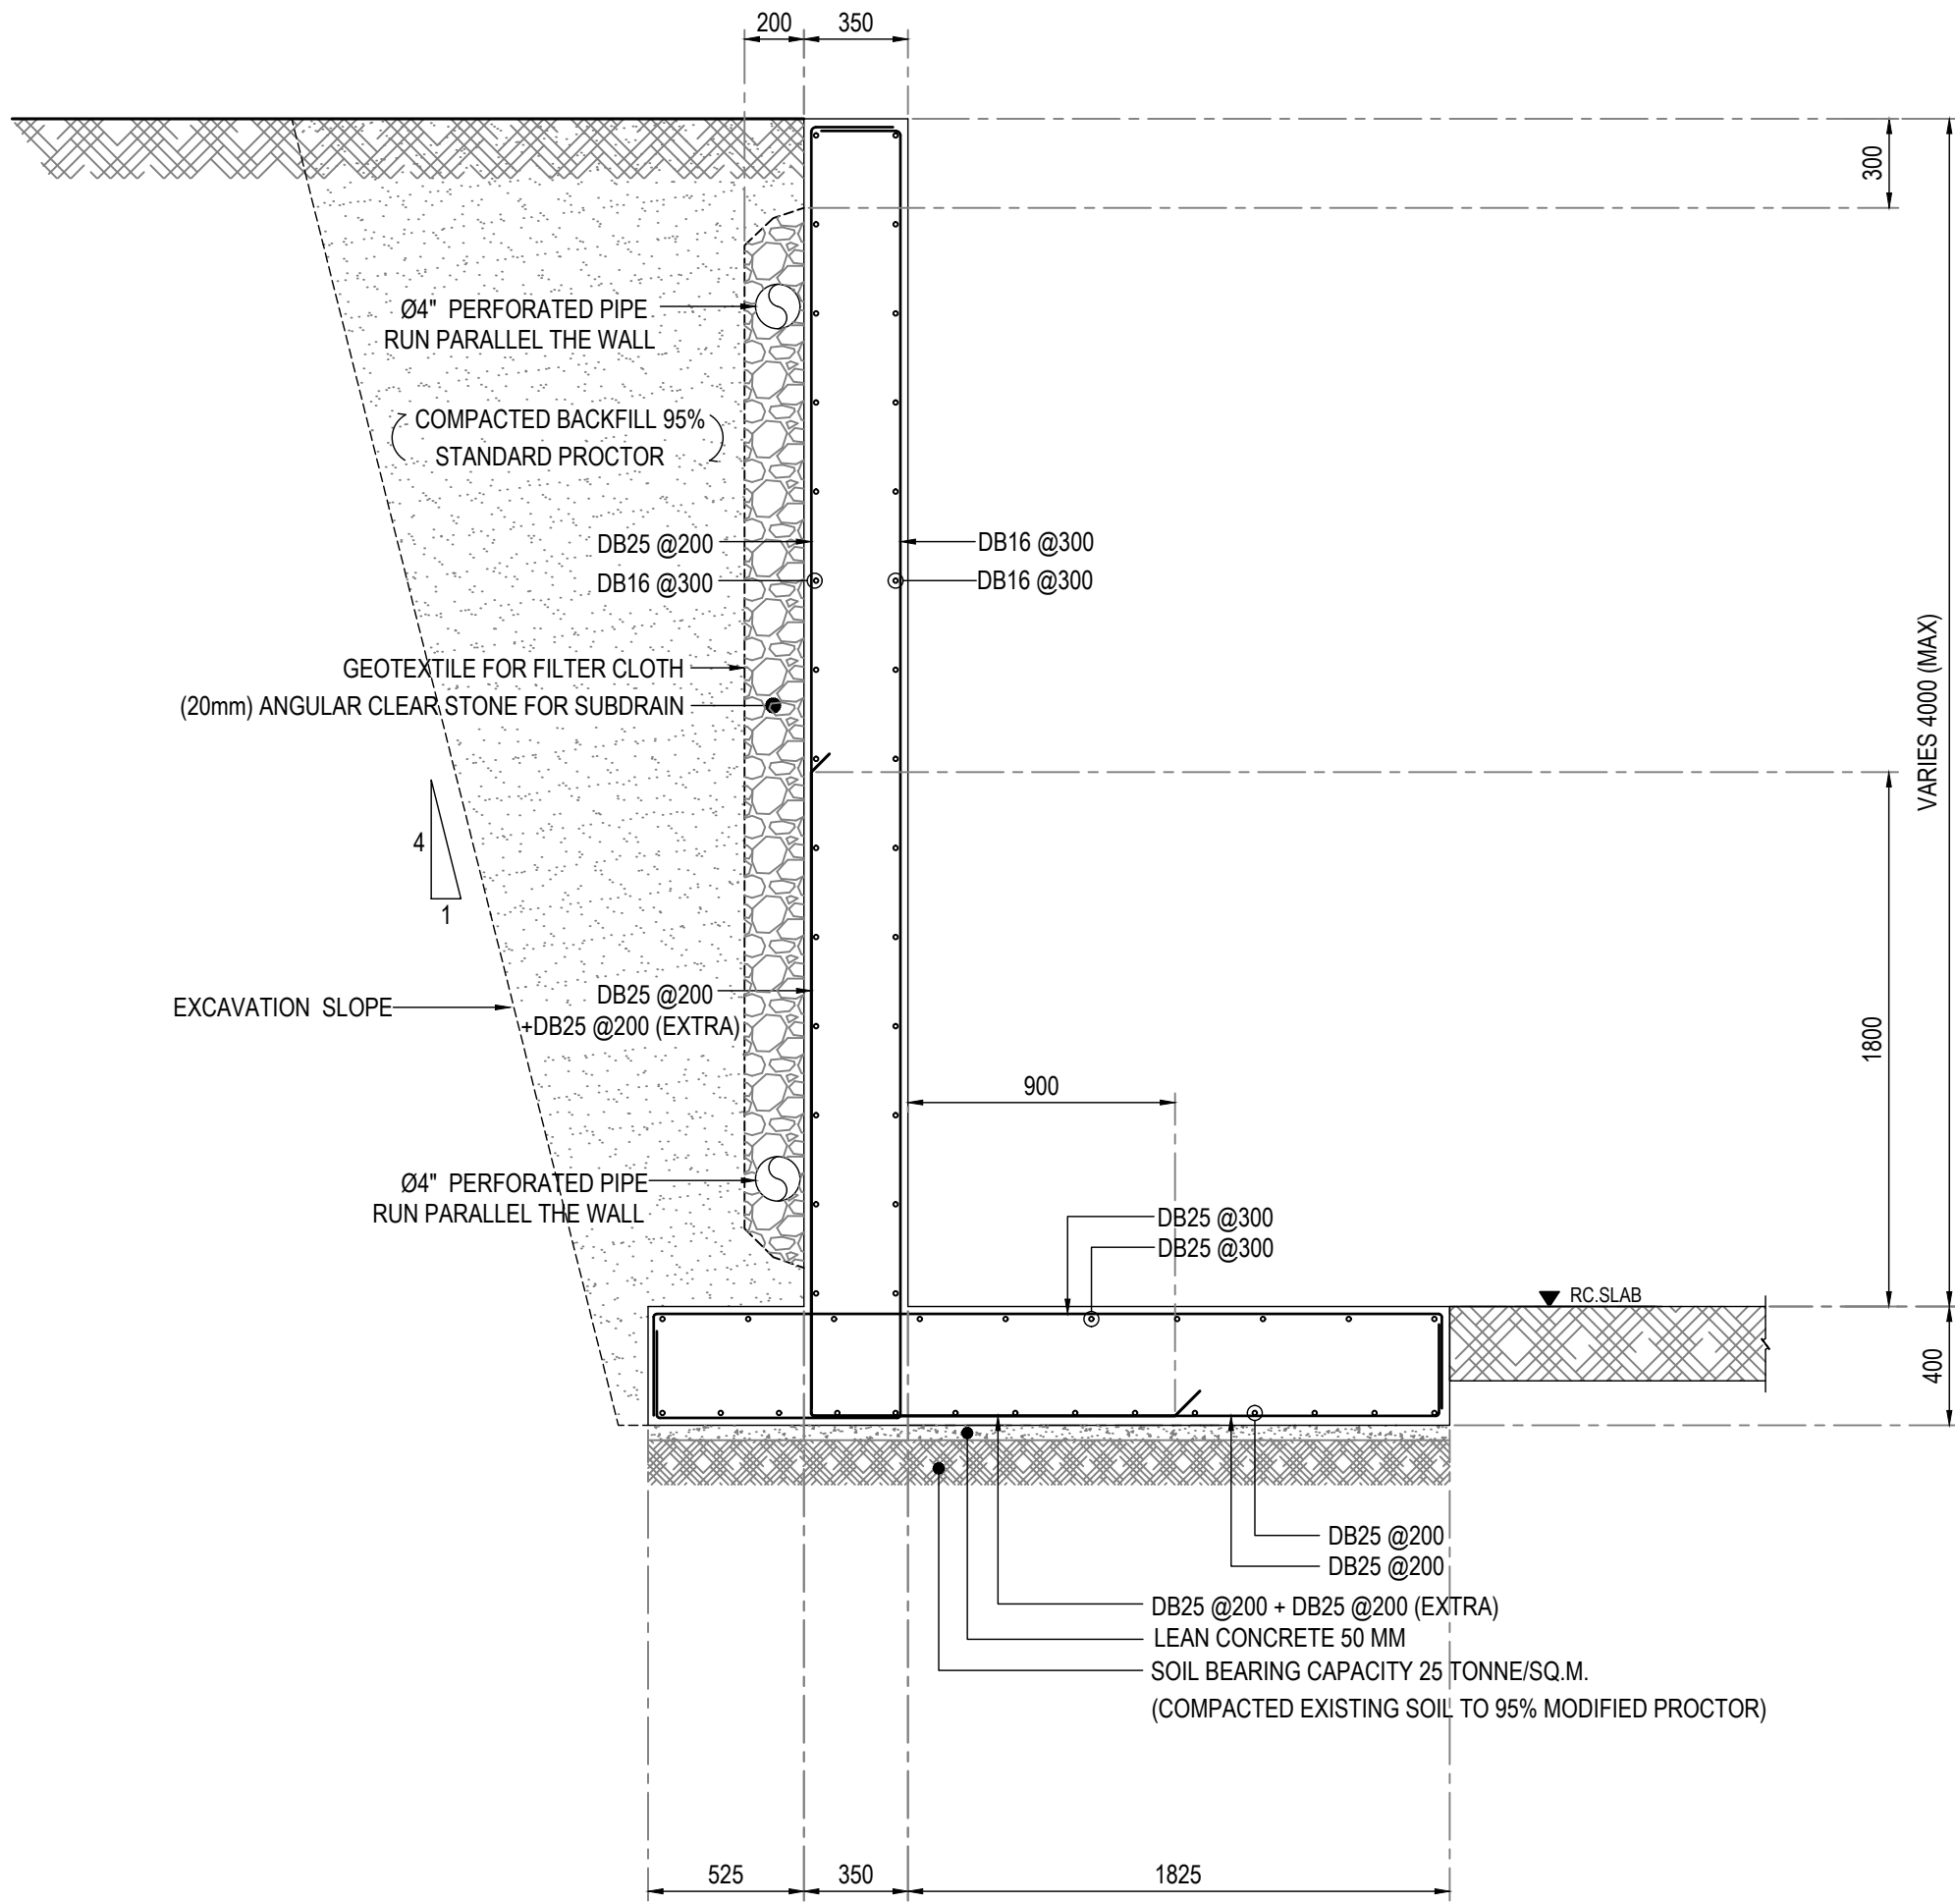 200
350
300
Ø4" PERFORATED PIPE
RUN PARALLEL THE WALL
COMPACTED BACKFILL 95%
STANDARD PROCTOR
DB25 @200
DB16 @300
DB16 @300
DB16 @300
GEOTEXTILE FOR FILTER CLOTH
(20mm) ANGULAR CLEAR STONE FOR SUBDRAIN
VARIES 4000 (MAX)
4
1
EXCAVATION SLOPE
DB25 @200
+DB25 @200 (EXTRA)
1800
900
Ø4" PERFORATED PIPE
RUN PARALLEL THE WALL
DB25 @300
DB25 @300
RC.SLAB
400
DB25 @200
DB25 @200
DB25 @200 + DB25 @200 (EXTRA)
LEAN CONCRETE 50 MM
SOIL BEARING CAPACITY 25 TONNE/SQ.M.
(COMPACTED EXISTING SOIL TO 95% MODIFIED PROCTOR)
525
350
1825